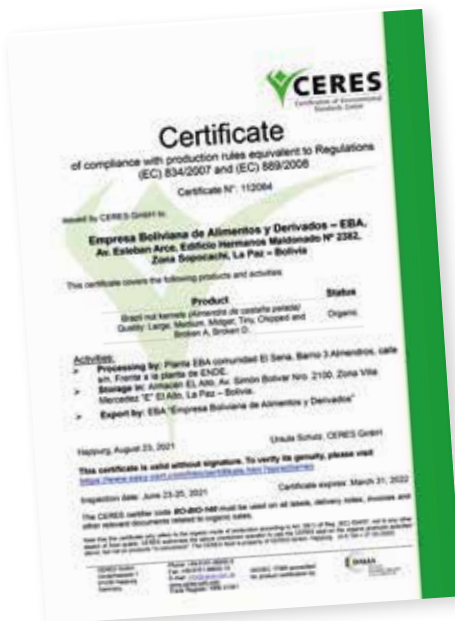 CERES
Certification of Environmental
Standards GmbH
Certificate
of compliance with production rules equivalent to Regulations
(EC) 834/2007 and (EC) 889/2008
Certificate N°: 112064
Issued by CERES GmbH to:
Empresa Boliviana de Alimentos y Derivados – EBA.
Av. Esteban Arce, Edificio Hermanos Maldonado N° 2382,
Zona Sopocachi, La Paz – Bolivia
This certificate covers the following products and activities
Product Status
Brazil nut kernels (Almendra de castaña pelada)
Quality: Large, Medium, Midget, Tiny, Chipped and Organic
Broken A, Broken D.
Activities:
Processing by: Planta EBA comunidad El Sena, Barrio 3 Almendros, calle
s/n, Frente a la planta de ENDE.
Storage in: Almacén EL Alto, Av. Simón Bolivar Nro. 2100, Zona Villa
Mercedez "E" El Alto, La Paz – Bolivia.
Export by: EBA "Empresa Boliviana de Alimentos y Derivados"
Happurg, August 23, 2021 Ursula Schutz, CERES GmbH
This certificate is valid without signature. To verify its genuity, please visit
Inspection date: June 23-25, 2021 Certificate expires: March 31, 2022
The CERES certifier code BO-BIO-140 must be used on all labels, delivery notes, invoices and
other relevant documents related to organic sales.
CERES GmbH
Happurg
Germany